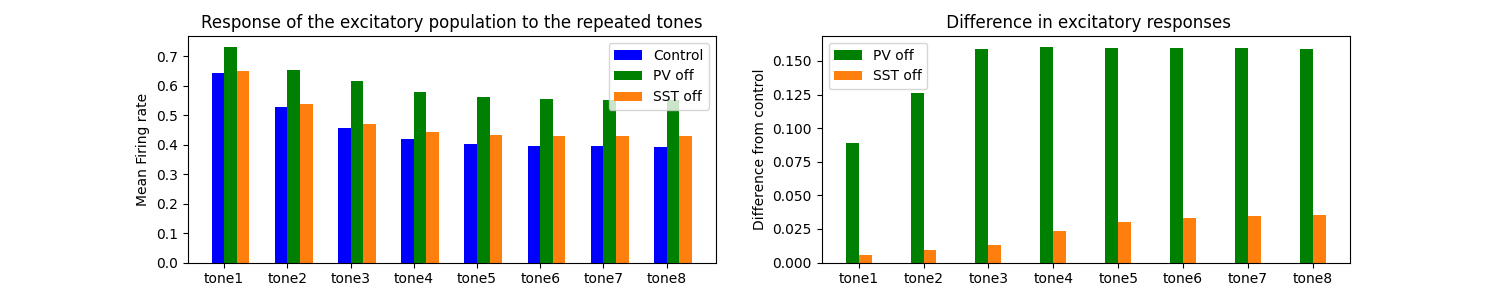 Response of the excitatory population to the repeated tones
Mean Firing rate
0.7
0.6
0.5
0.4
0.3
0.2
0.1
0.0
Control
PV off
SST off
tone1 tone2 tone3 tone4 tone5 tone6 tone7 tone8
Difference in excitatory responses
Difference from control
0.150
0.125
0.100
0.075
0.050
0.025
0.000
PV off
SST off
tone1 tone2 tone3 tone4 tone5 tone6 tone7 tone8